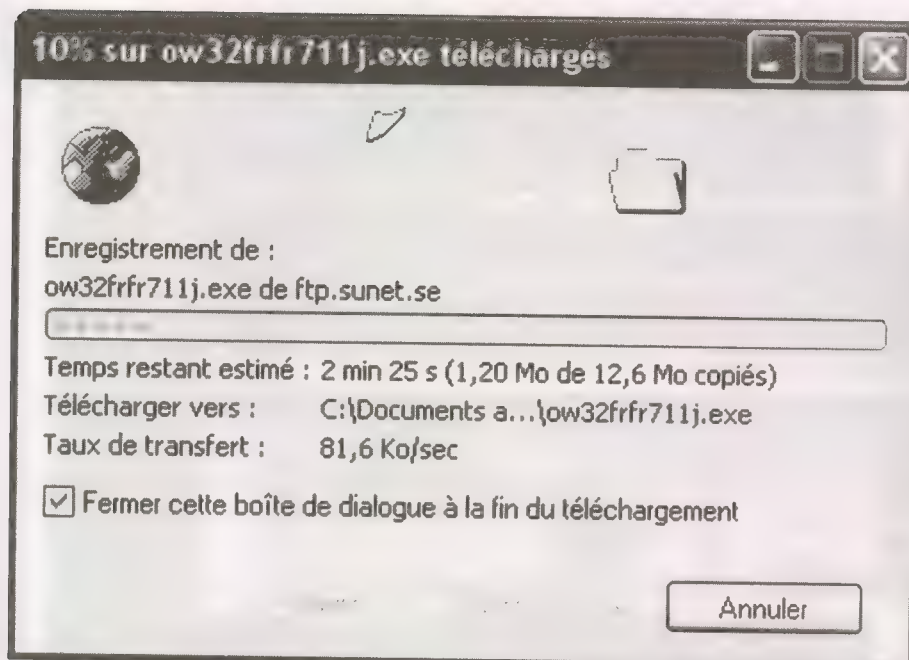 10% sur ow32frfr711j.exe téléchargés
Enregistrement de :
ow32frfr711j.exe de ftp.sunet.se
Temps restant estimé : 2 min 25 s (1,20 Mo de 12,6 Mo copiés)
Télécharger vers : C:\Documents a...\ow32frfr711j.exe
Taux de transfert : 81,6 Ko/sec
Fermer cette boîte de dialogue à la fin du téléchargement
Annuler